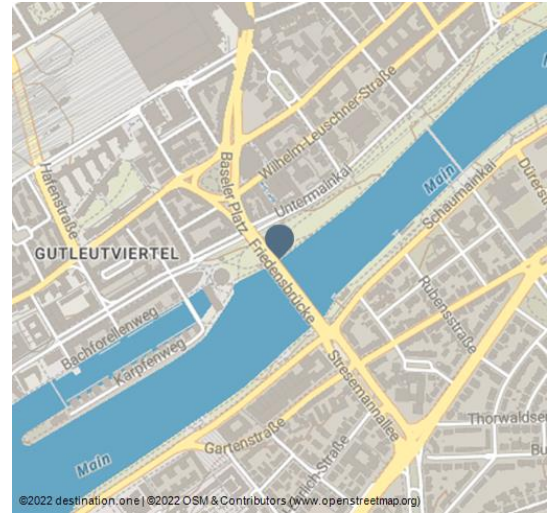 Main
Wilhelm-Leuschner-Straße
Hafenstraße
Baseler Platz
Untermainkai
Schaumainkai
GUTLEUTVIERTEL
Friedensbrücke
Rubensstraße
Bachforellenweg
Karpfenweg
Stresemannallee
Gartenstraße
Main
©2022 destination.one | ©2022 OSM & Contributors (www.openstreetmap.org)